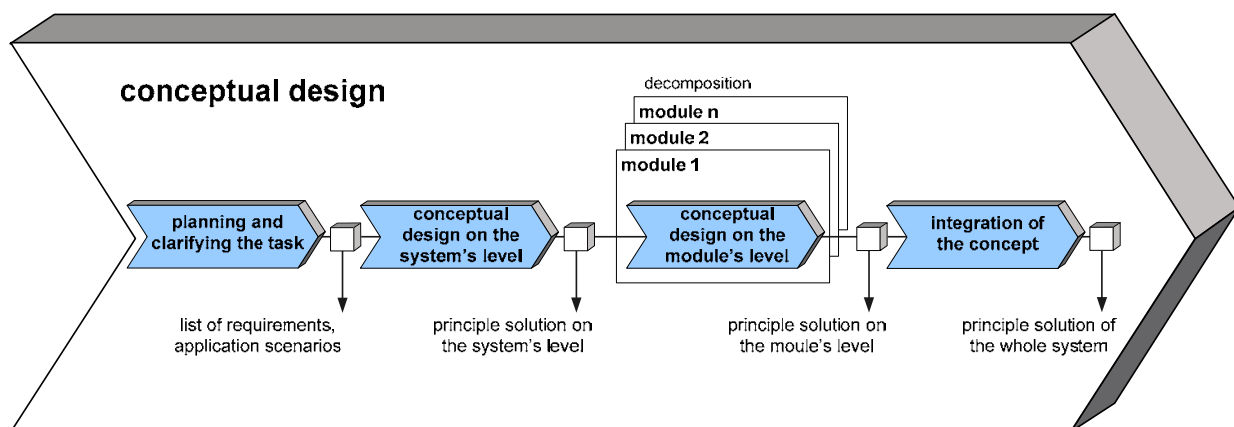 conceptual design
decomposition
module n
module 2
module 1
planning and
clarifying the task
conceptual
design on the
system's level
conceptual
design on the
module's level
integration of
the concept
list of requirements,
application scenarios
principle solution on
the system's level
principle solution on
the moule's level
principle solution of
the whole system